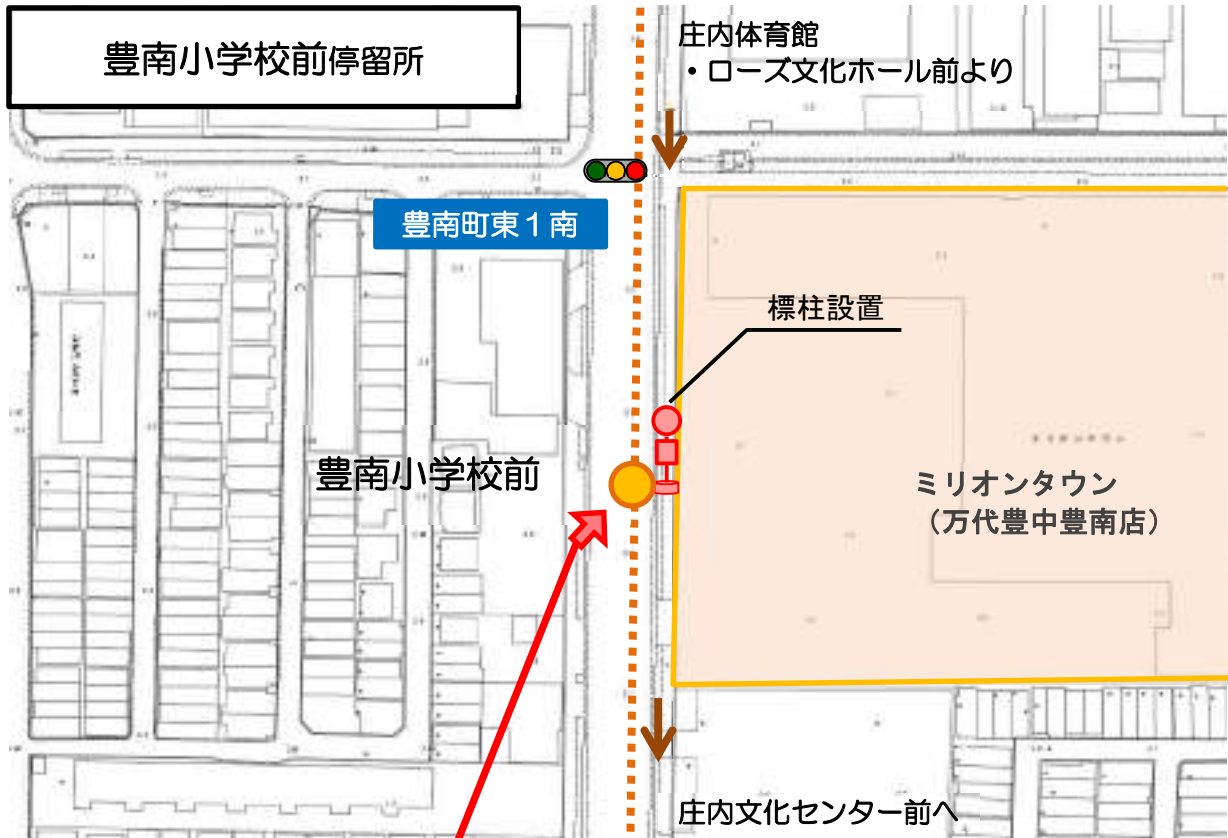 豊南小学校前停留所
庄内体育館
・ローズ文化ホール前より
豊南町東1南
標柱設置
豊南小学校前
ミリオンタウン
（万代豊中豊南店）
庄内文化センター前へ